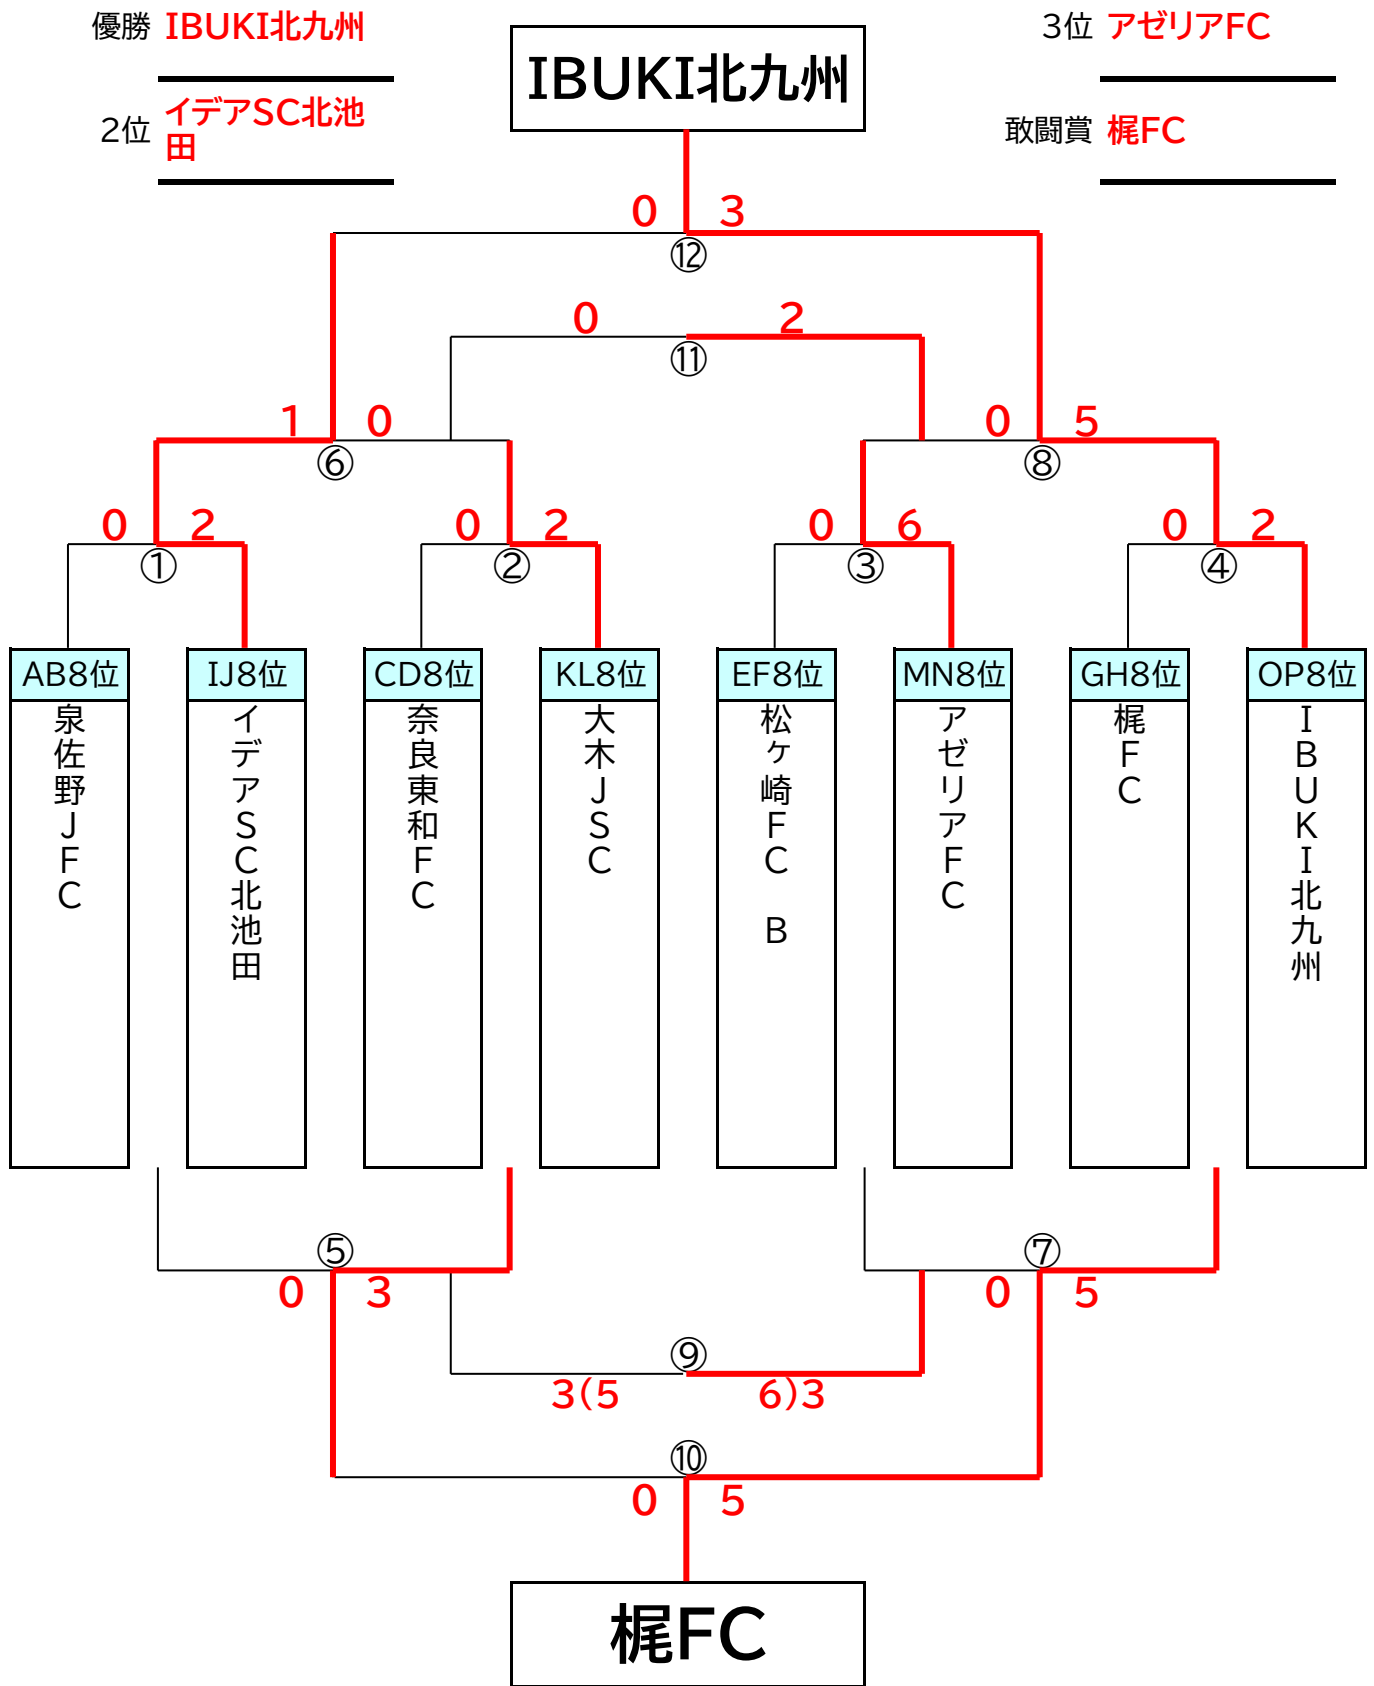 優勝 IBUKI北九州
2位 イデアSC北池
田
3位 アゼリアFC
敢闘賞 梶FC
IBUKI北九州
0 3
⑫
0 2
⑪
1 0
⑥
0 5
⑧
0 2
①
0 2
②
0 6
③
0 2
④
AB8位
IJ8位
CD8位
KL8位
EF8位
MN8位
GH8位
OP8位
泉佐野JFC
イデアSC北池田
奈良東和FC
大木JSC
松ヶ崎FC B
アゼリアFC
梶FC
IBUKI北九州
⑤
0 3
⑦
0 5
⑨
3(5 6)3
⑩
0 5
梶FC